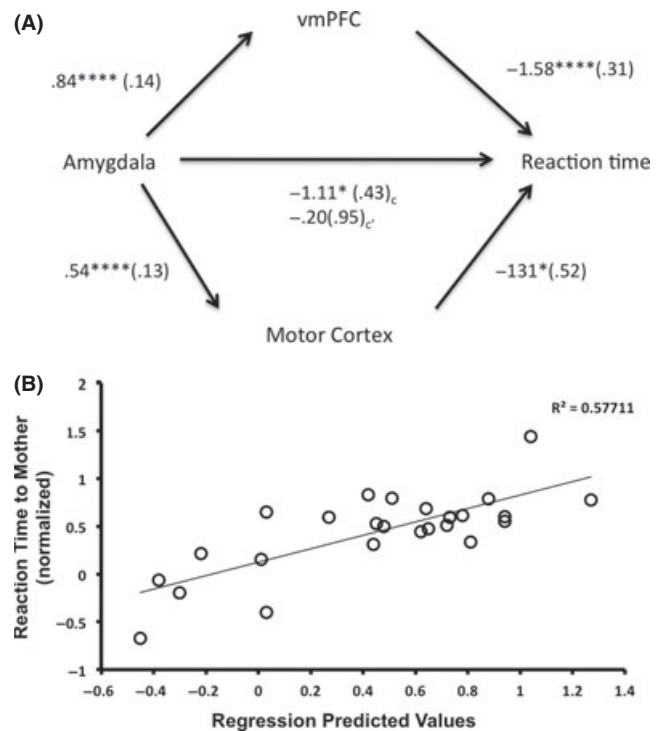 (A)
vmPFC
.84**** (.14)
−1.58****(.31)
Amygdala
Reaction time
−1.11* (.43)c
−.20(.95)c'
.54****(.13)
−131*(.52)
Motor Cortex
(B)
R² = 0.57711
Reaction Time to Mother
(normalized)
2
1.5
1
0.5
0
−0.5
−1
−0.6 −0.4 −0.2 0 0.2 0.4 0.6 0.8 1 1.2 1.4
Regression Predicted Values